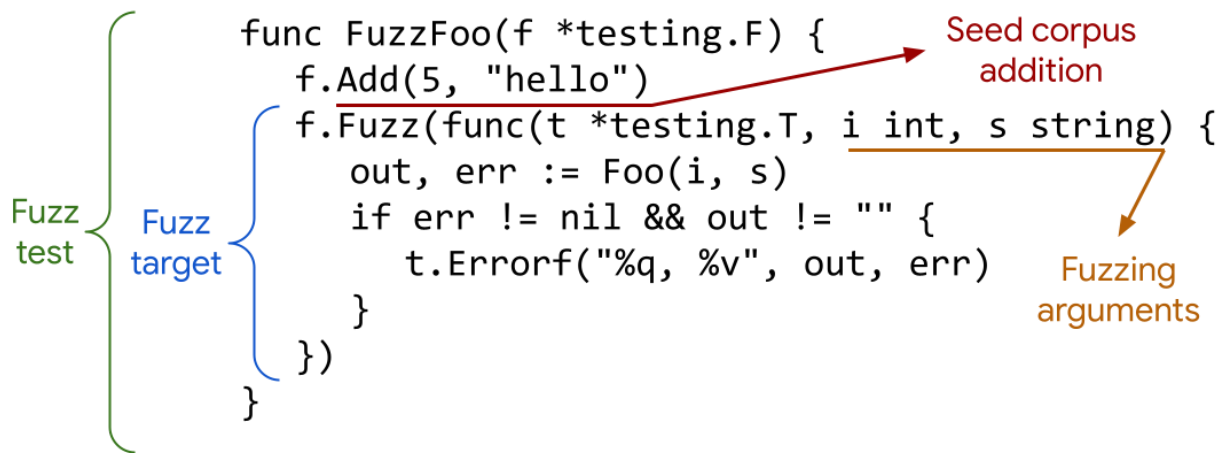 func FuzzFoo(f *testing.F) {
f.Add(5, "hello")
f.Fuzz(func(t *testing.T, i int, s string) {
out, err := Foo(i, s)
if err != nil && out != "" {
t.Errorf("%q, %v", out, err)
}
})
}
Seed corpus
addition
Fuzz
test
Fuzz
target
Fuzzing
arguments